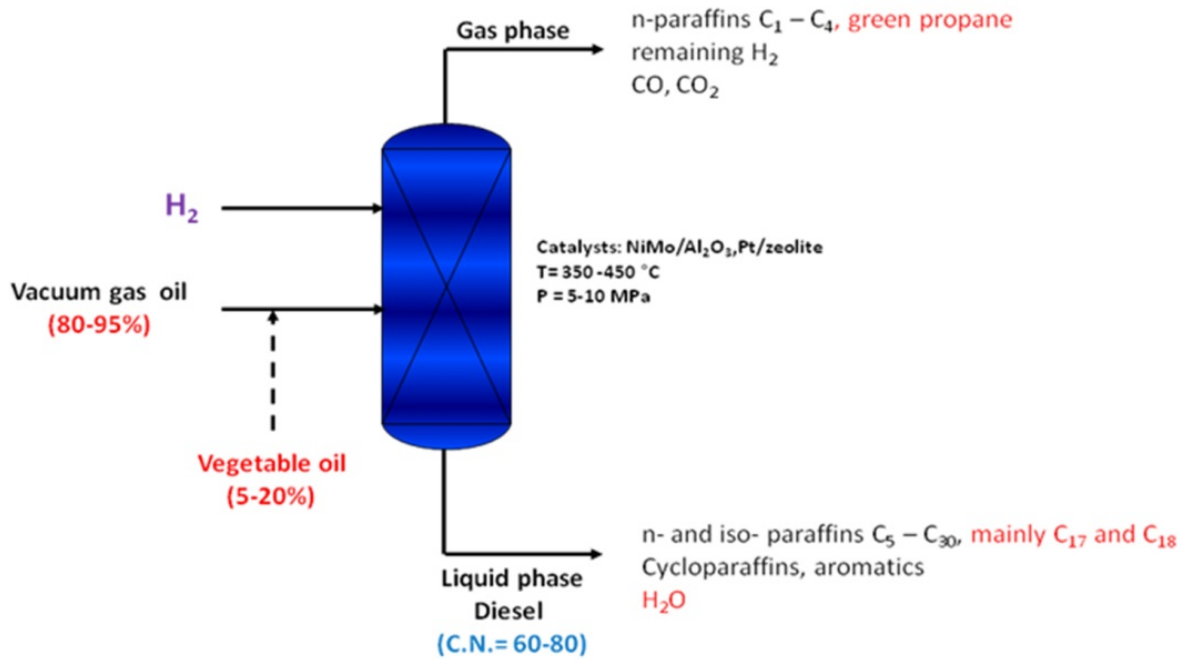 Gas phase
n-paraffins C₁ – C₄, green propane
remaining H₂
CO, CO₂
H₂
Vacuum gas oil
(80-95%)
Catalysts: NiMo/Al₂O₃,Pt/zeolite
T= 350 -450 °C
P = 5-10 MPa
Vegetable oil
(5-20%)
n- and iso- paraffins C₅ – C₃₀, mainly C₁₇ and C₁₈
Cycloparaffins, aromatics
H₂O
Liquid phase
Diesel
(C.N.= 60-80)